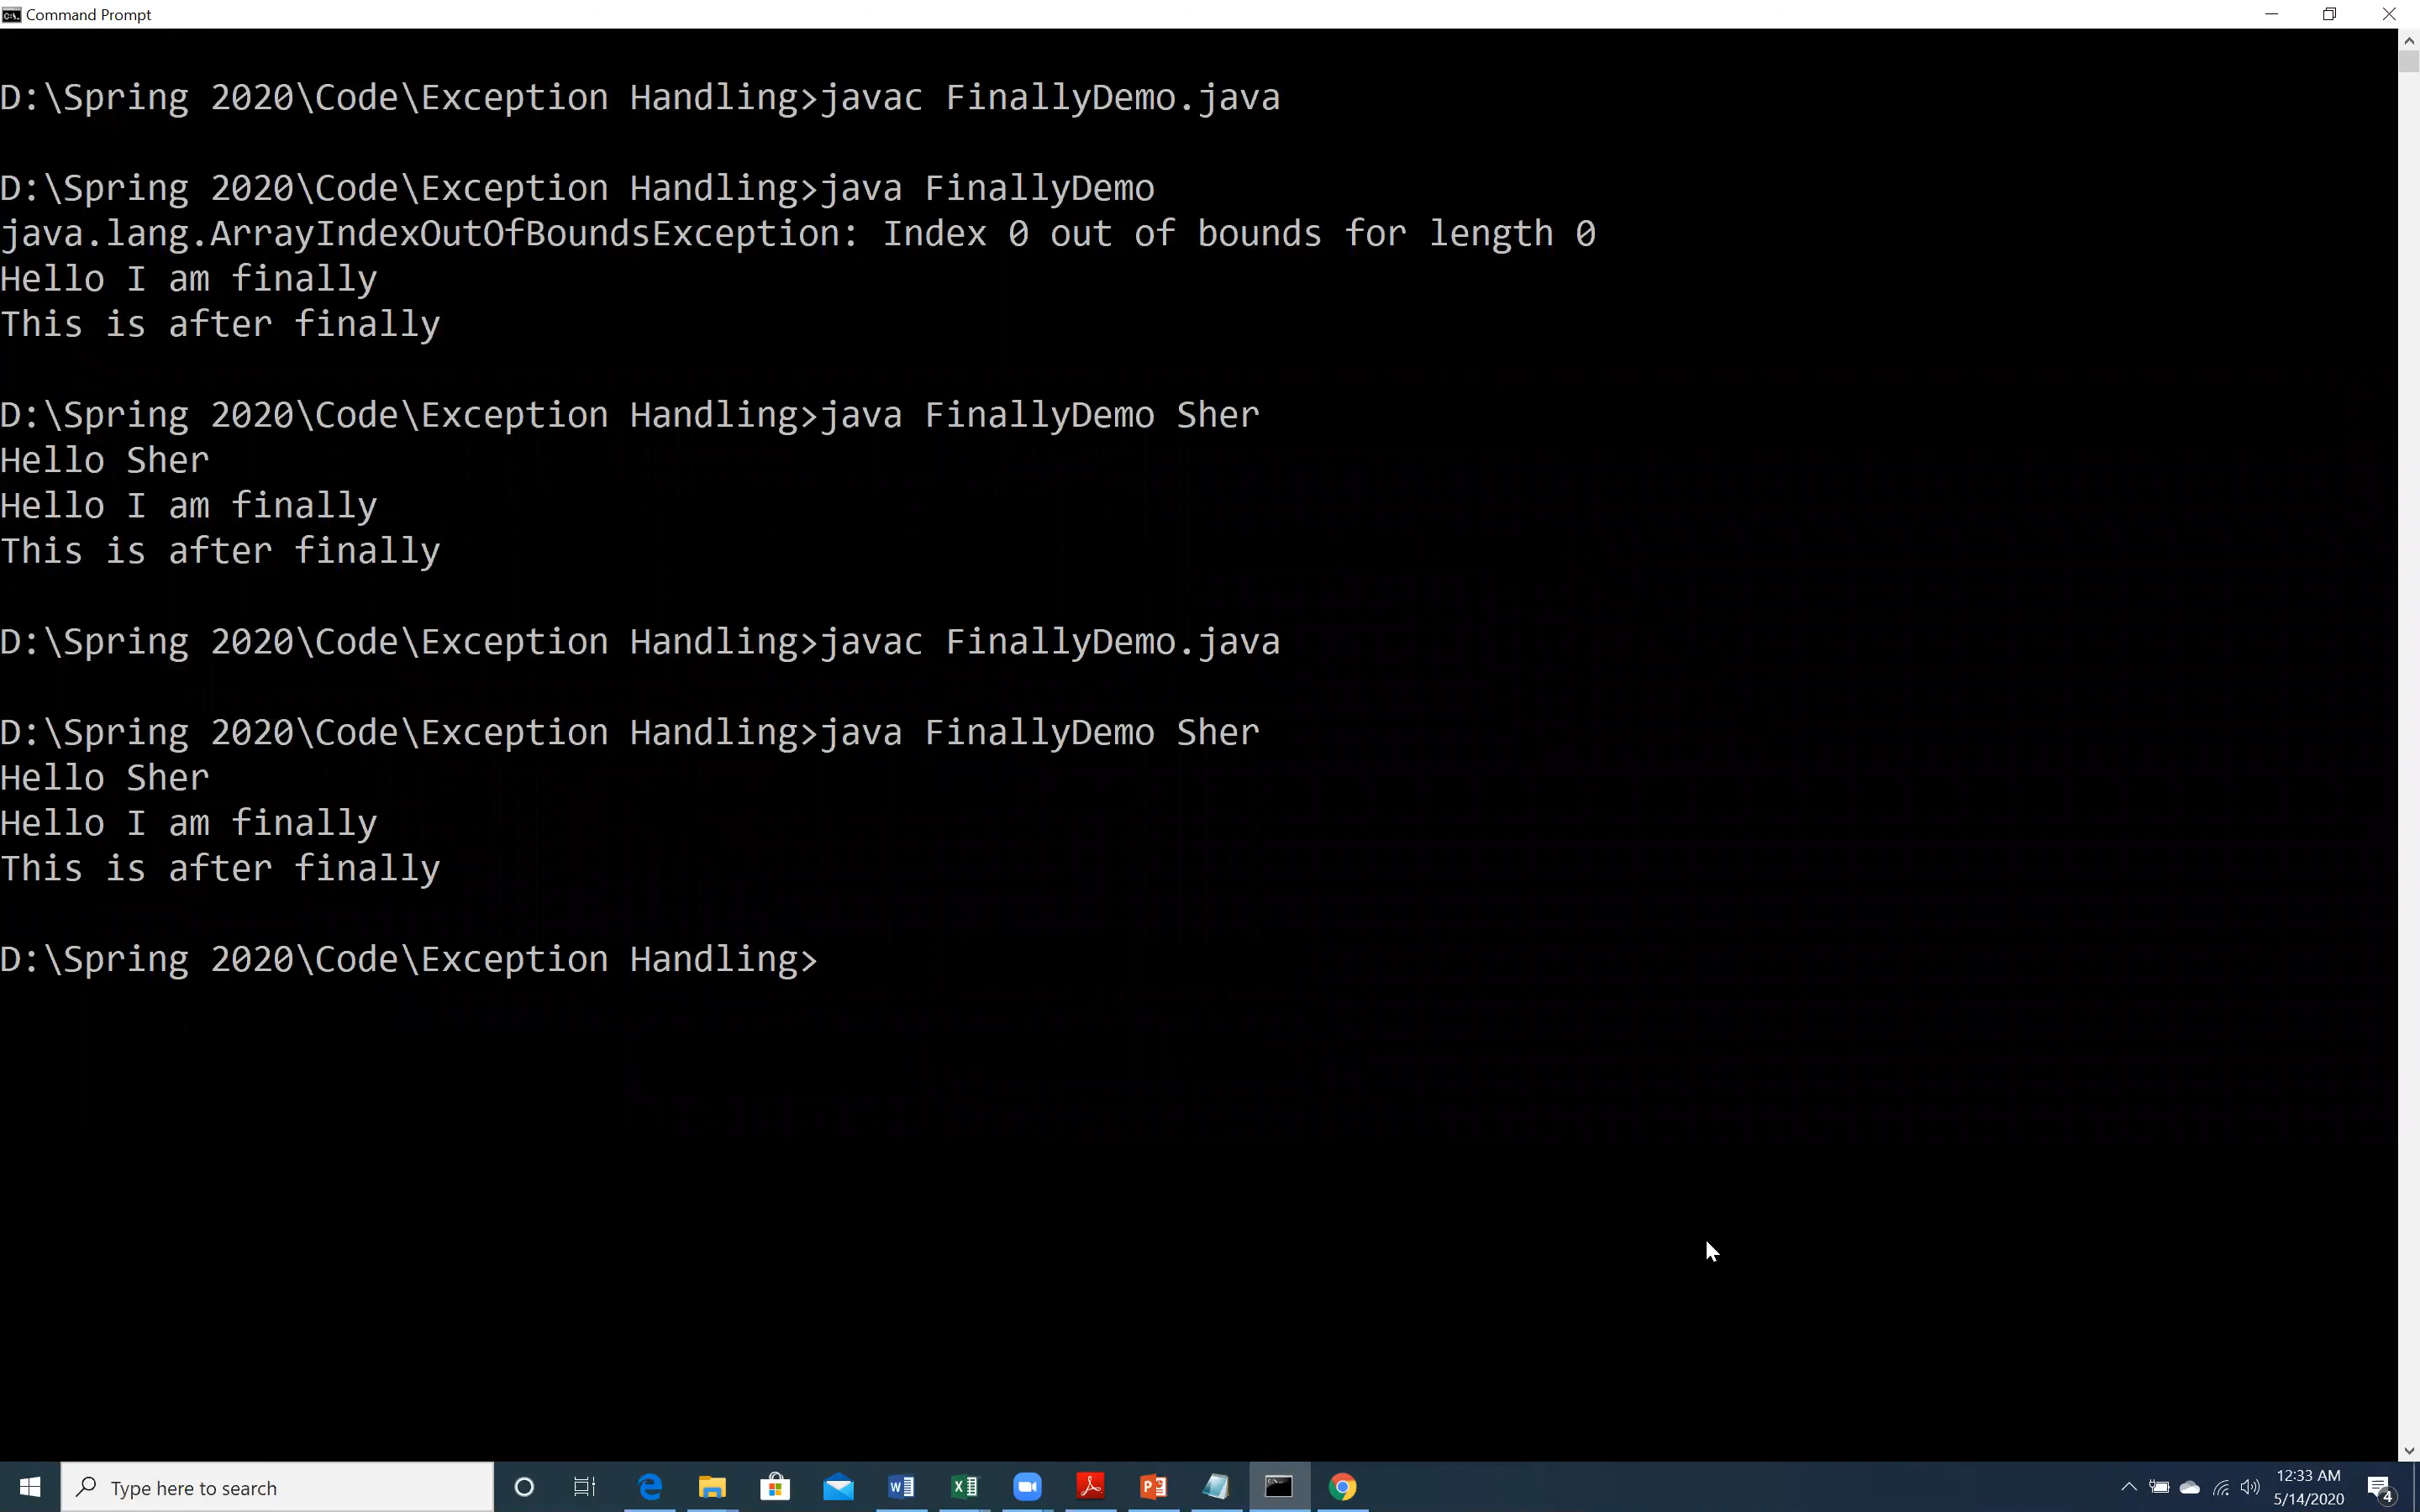 Command Prompt
D:\Spring 2020\Code\Exception Handling>javac FinallyDemo.java
D:\Spring 2020\Code\Exception Handling>java FinallyDemo
java.lang.ArrayIndexOutOfBoundsException: Index 0 out of bounds for length 0
Hello I am finally
This is after finally
D:\Spring 2020\Code\Exception Handling>java FinallyDemo Sher
Hello Sher
Hello I am finally
This is after finally
D:\Spring 2020\Code\Exception Handling>javac FinallyDemo.java
D:\Spring 2020\Code\Exception Handling>java FinallyDemo Sher
Hello Sher
Hello I am finally
This is after finally
D:\Spring 2020\Code\Exception Handling>
Type here to search
12:33 AM
5/14/2020
4